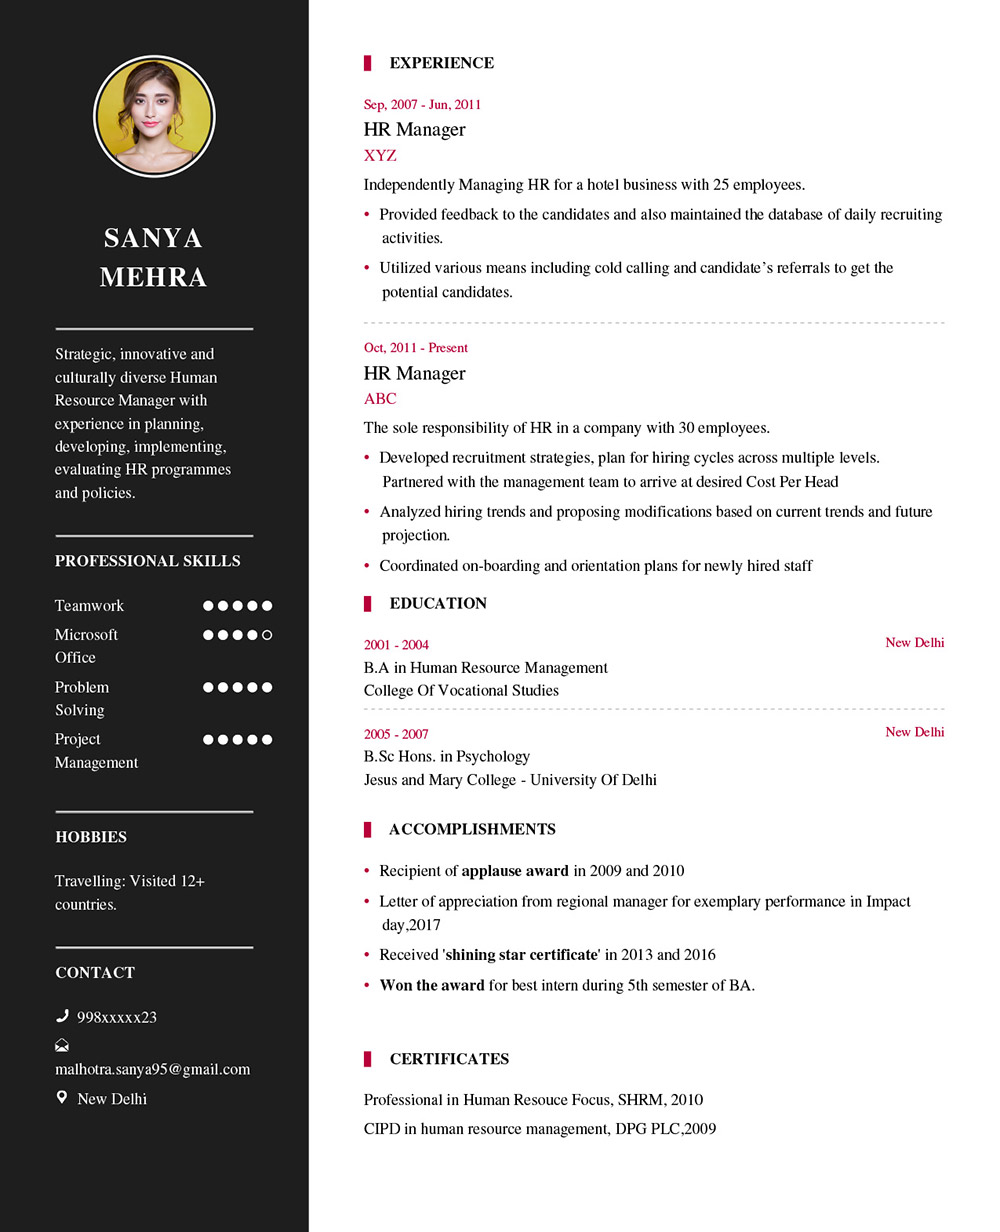 SANYA
MEHRA
Strategic, innovative and
culturally diverse Human
Resource Manager with
experience in planning,
developing, implementing,
evaluating HR programmes
and policies.
PROFESSIONAL SKILLS
Teamwork
Microsoft
Office
Problem
Solving
Project
Management
HOBBIES
Travelling: Visited 12+
countries.
CONTACT
998xxxxx23
malhotra.sanya95@gmail.com
New Delhi
EXPERIENCE
Sep, 2007 - Jun, 2011
HR Manager
XYZ
Independently Managing HR for a hotel business with 25 employees.
• Provided feedback to the candidates and also maintained the database of daily recruiting
activities.
• Utilized various means including cold calling and candidate’s referrals to get the
potential candidates.
Oct, 2011 - Present
HR Manager
ABC
The sole responsibility of HR in a company with 30 employees.
• Developed recruitment strategies, plan for hiring cycles across multiple levels.
Partnered with the management team to arrive at desired Cost Per Head
• Analyzed hiring trends and proposing modifications based on current trends and future
projection.
• Coordinated on-boarding and orientation plans for newly hired staff
EDUCATION
2001 - 2004 New Delhi
B.A in Human Resource Management
College Of Vocational Studies
2005 - 2007 New Delhi
B.Sc Hons. in Psychology
Jesus and Mary College - University Of Delhi
ACCOMPLISHMENTS
• Recipient of applause award in 2009 and 2010
• Letter of appreciation from regional manager for exemplary performance in Impact
day,2017
• Received 'shining star certificate' in 2013 and 2016
• Won the award for best intern during 5th semester of BA.
CERTIFICATES
Professional in Human Resouce Focus, SHRM, 2010
CIPD in human resource management, DPG PLC,2009